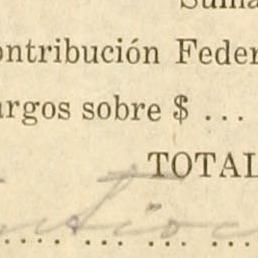 Suma
ontribución Feder
argos sobre $ ...
TOTAL